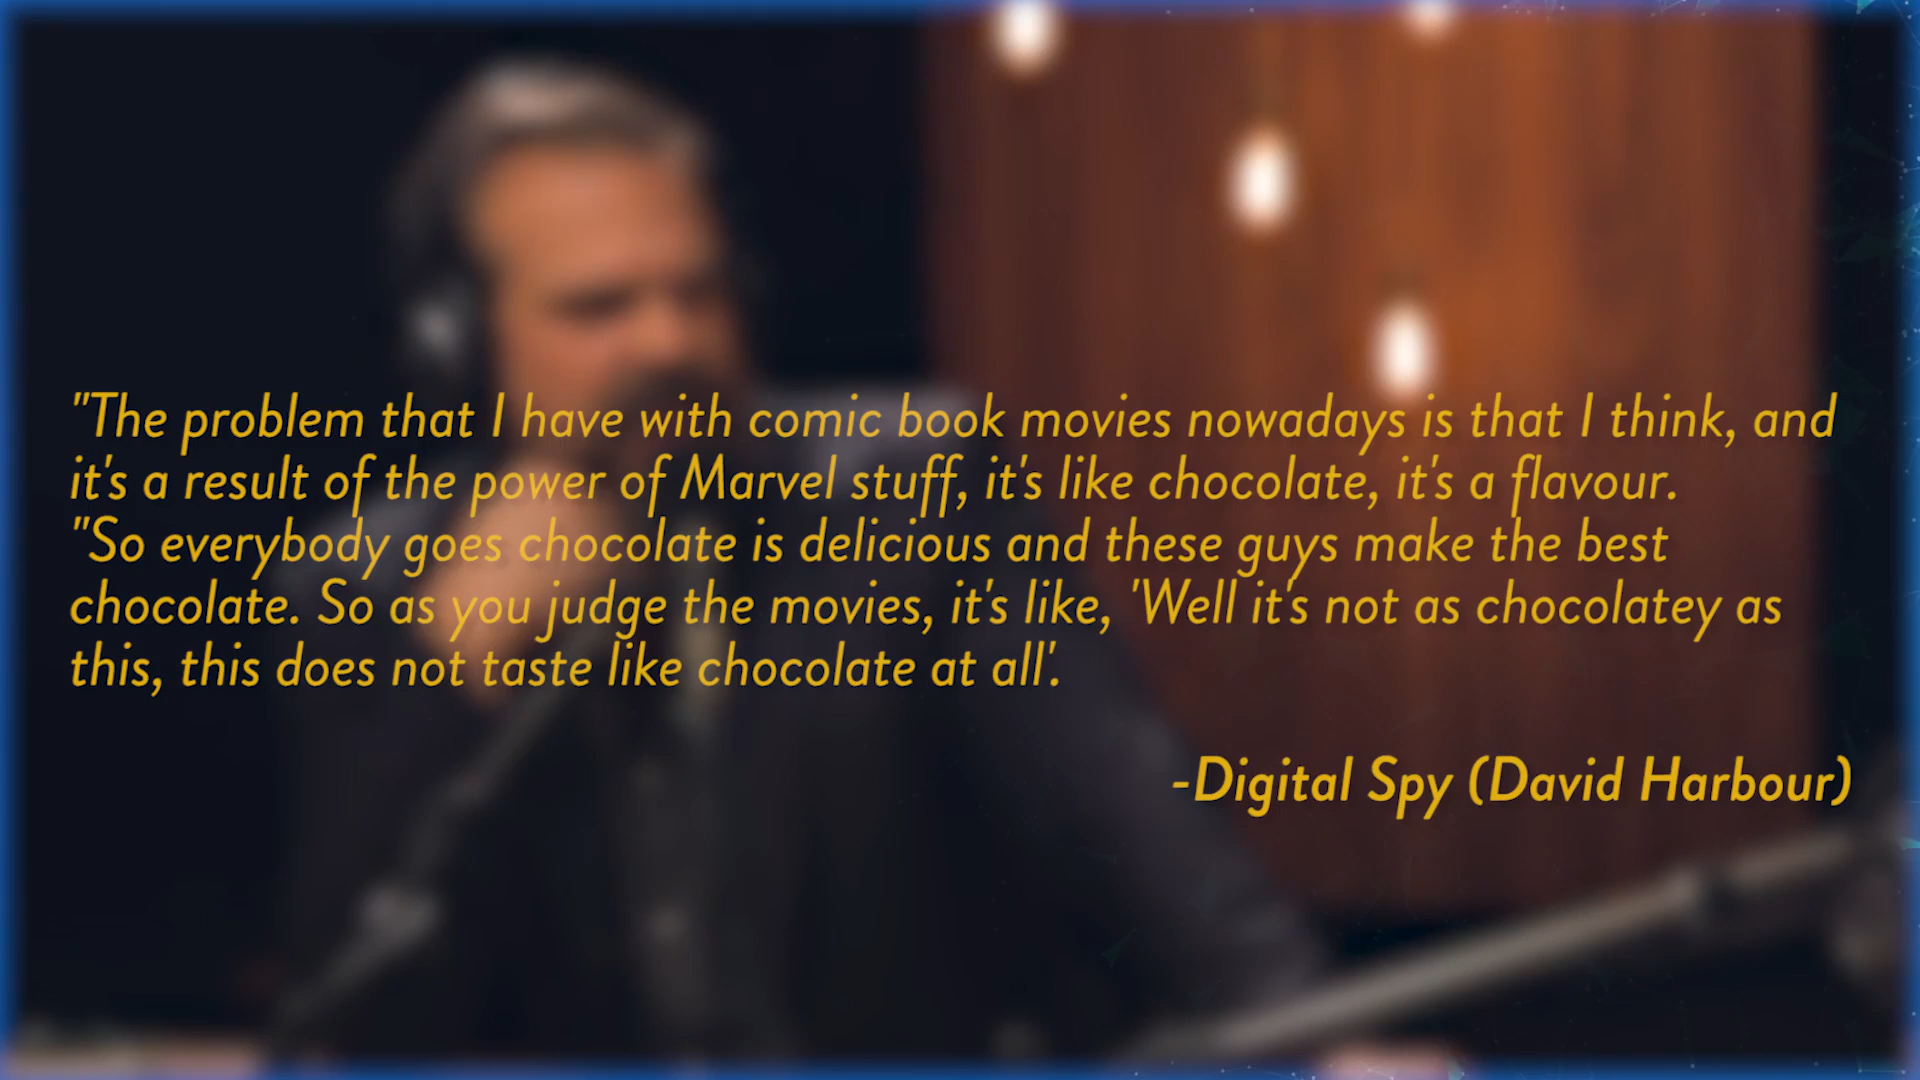 "The problem that I have with comic book movies nowadays is that I think, and
it's a result of the power of Marvel stuff, it's like chocolate, it's a flavour.
"So everybody goes chocolate is delicious and these guys make the best
chocolate. So as you judge the movies, it's like, 'Well it's not as chocolatey as
this, this does not taste like chocolate at all'.
-Digital Spy (David Harbour)